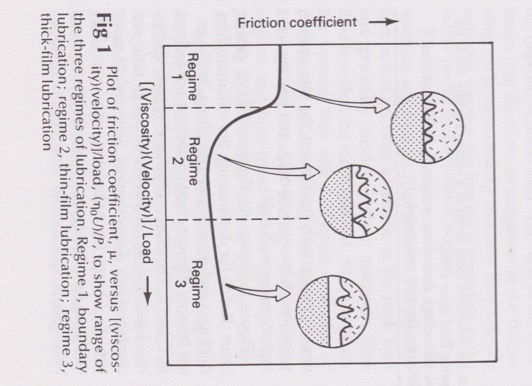 Friction coefficient
Regime
1
Regime
2
Regime
3
[(Viscosity)(Velocity)]/Load
Fig 1 Plot of friction coefficient, μ, versus [(viscos-
ity)(velocity)]/load, (η₀U)/P, to show range of
the three regimes of lubrication. Regime 1, boundary
lubrication; regime 2, thin-film lubrication; regime 3,
thick-film lubrication